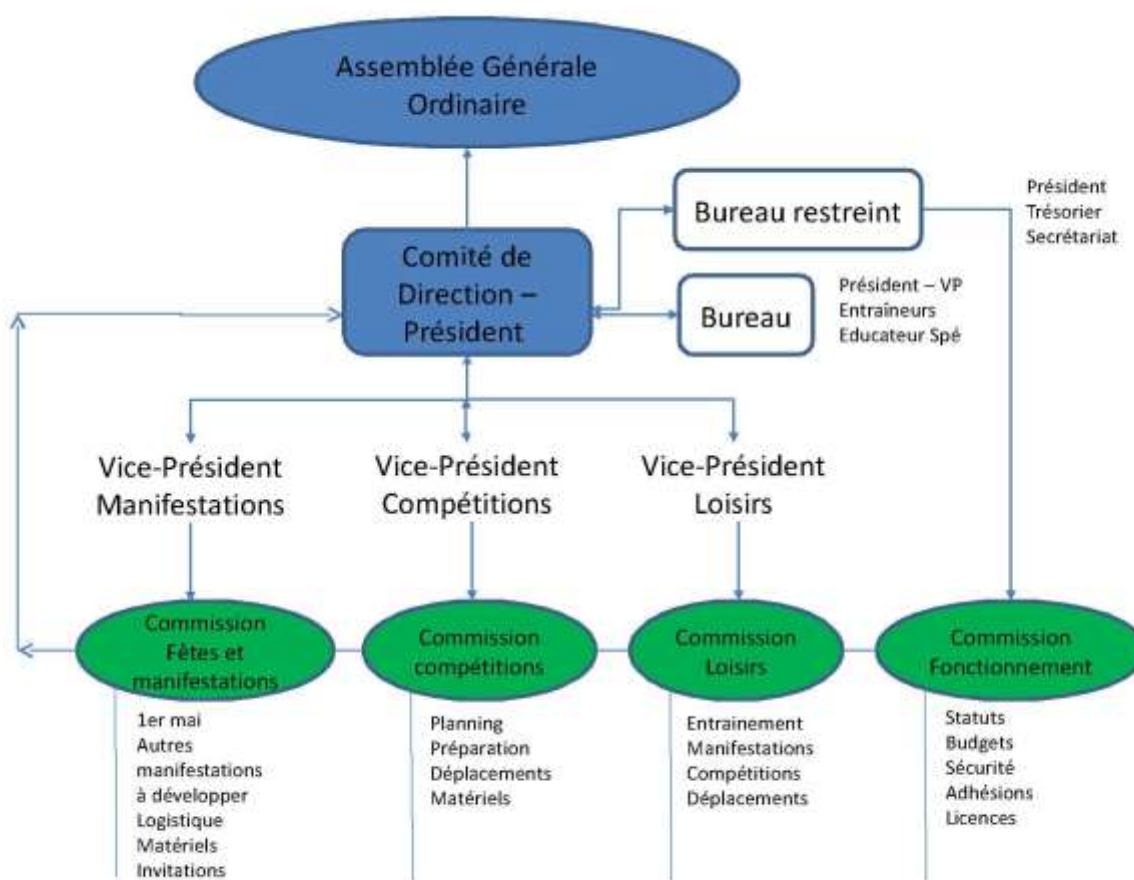 Assemblée Générale
Ordinaire
Bureau restreint
Président
Trésorier
Secrétariat
Comité de
Direction –
Président
Bureau
Président – VP
Entraîneurs
Educateur Spé
Vice-Président
Manifestations
Vice-Président
Compétitions
Vice-Président
Loisirs
Commission
Fêtes et
manifestations
Commission
compétitions
Commission
Loisirs
Commission
Fonctionnement
1er mai
Autres
manifestations
à développer
Logistique
Matériels
Invitations
Planning
Préparation
Déplacements
Matériels
Entrainement
Manifestations
Compétitions
Déplacements
Statuts
Budgets
Sécurité
Adhésions
Licences